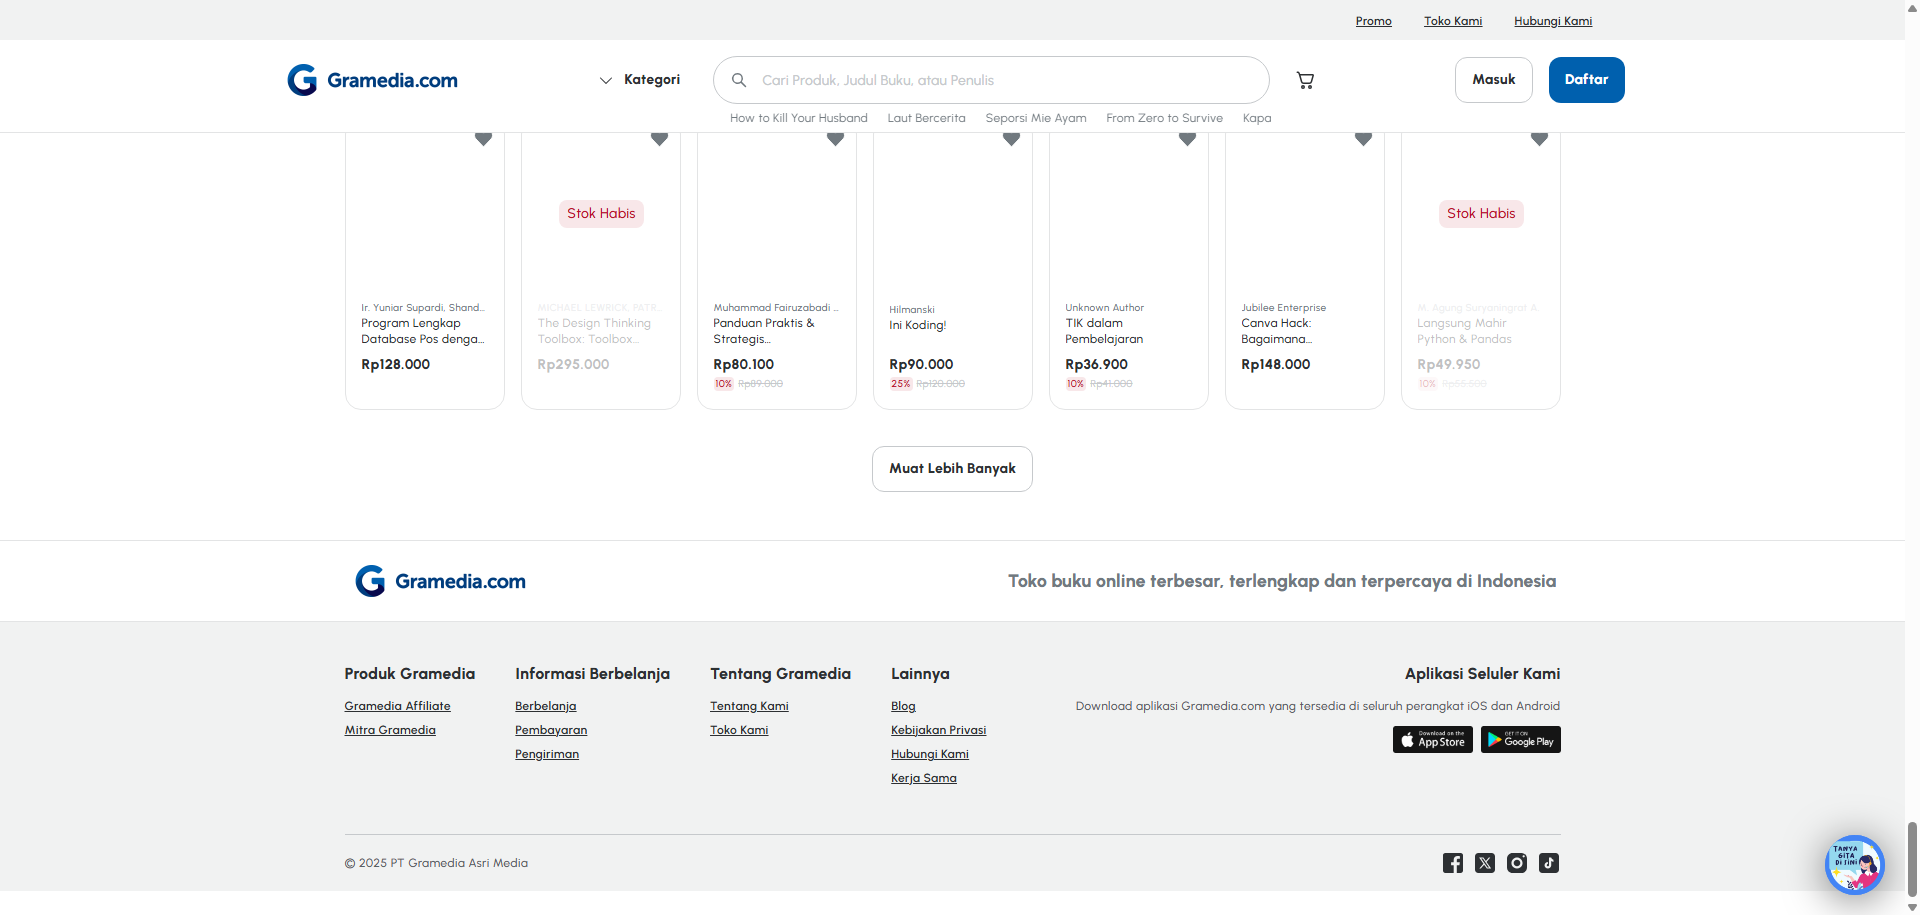 Promo
Toko Kami
Hubungi Kami
Gramedia.com
Kategori
Cari Produk, Judul Buku, atau Penulis
Masuk
Daftar
How to Kill Your Husband
Laut Bercerita
Seporsi Mie Ayam
From Zero to Survive
Kapa
Ir. Yuniar Supardi, Shand...
Program Lengkap
Database Pos denga...
Rp128.000
Stok Habis
MICHAEL LEWRICK, PATR...
The Design Thinking
Toolbox: Toolbox...
Rp295.000
Muhammad Fairuzabadi ...
Panduan Praktis &
Strategis...
Rp80.100
10% Rp89.000
Hilmanski
Ini Koding!
Rp90.000
25% Rp120.000
Unknown Author
TIK dalam
Pembelajaran
Rp36.900
10% Rp41.000
Jubilee Enterprise
Canva Hack:
Bagaimana...
Rp148.000
Stok Habis
M. Agung Suryaningrat A.
Langsung Mahir
Python & Pandas
Rp49.950
10%
Muat Lebih Banyak
Gramedia.com
Toko buku online terbesar, terlengkap dan terpercaya di Indonesia
Produk Gramedia
Gramedia Affiliate
Mitra Gramedia
Informasi Berbelanja
Berbelanja
Pembayaran
Pengiriman
Tentang Gramedia
Tentang Kami
Toko Kami
Lainnya
Blog
Kebijakan Privasi
Hubungi Kami
Kerja Sama
Aplikasi Seluler Kami
Download aplikasi Gramedia.com yang tersedia di seluruh perangkat iOS dan Android
Download on the
App Store
GET IT ON
Google Play
© 2025 PT Gramedia Asri Media
TANYA
GITA
DI SINI